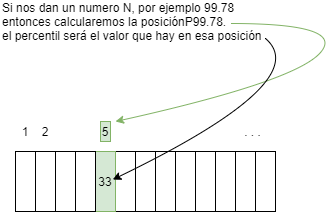 Si nos dan un numero N, por ejemplo 99.78
entonces calcularemos la posiciónP99.78.
el percentil será el valor que hay en esa posición
1 2 5 . . .
33